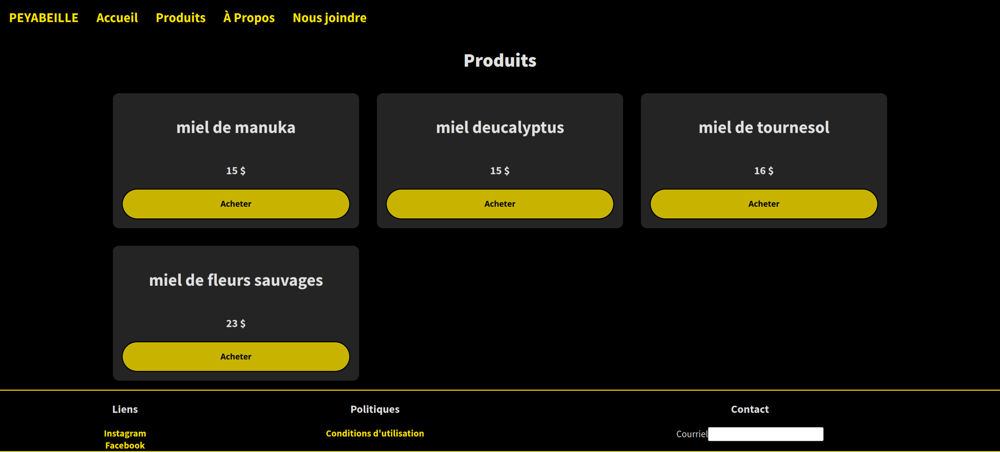 PEYABEILLE Accueil Produits À Propos Nous joindre
Produits
miel de manuka
15 $
Acheter
miel deucalyptus
15 $
Acheter
miel de tournesol
16 $
Acheter
miel de fleurs sauvages
23 $
Acheter
Liens
Instagram
Facebook
Politiques
Conditions d'utilisation
Contact
Courriel